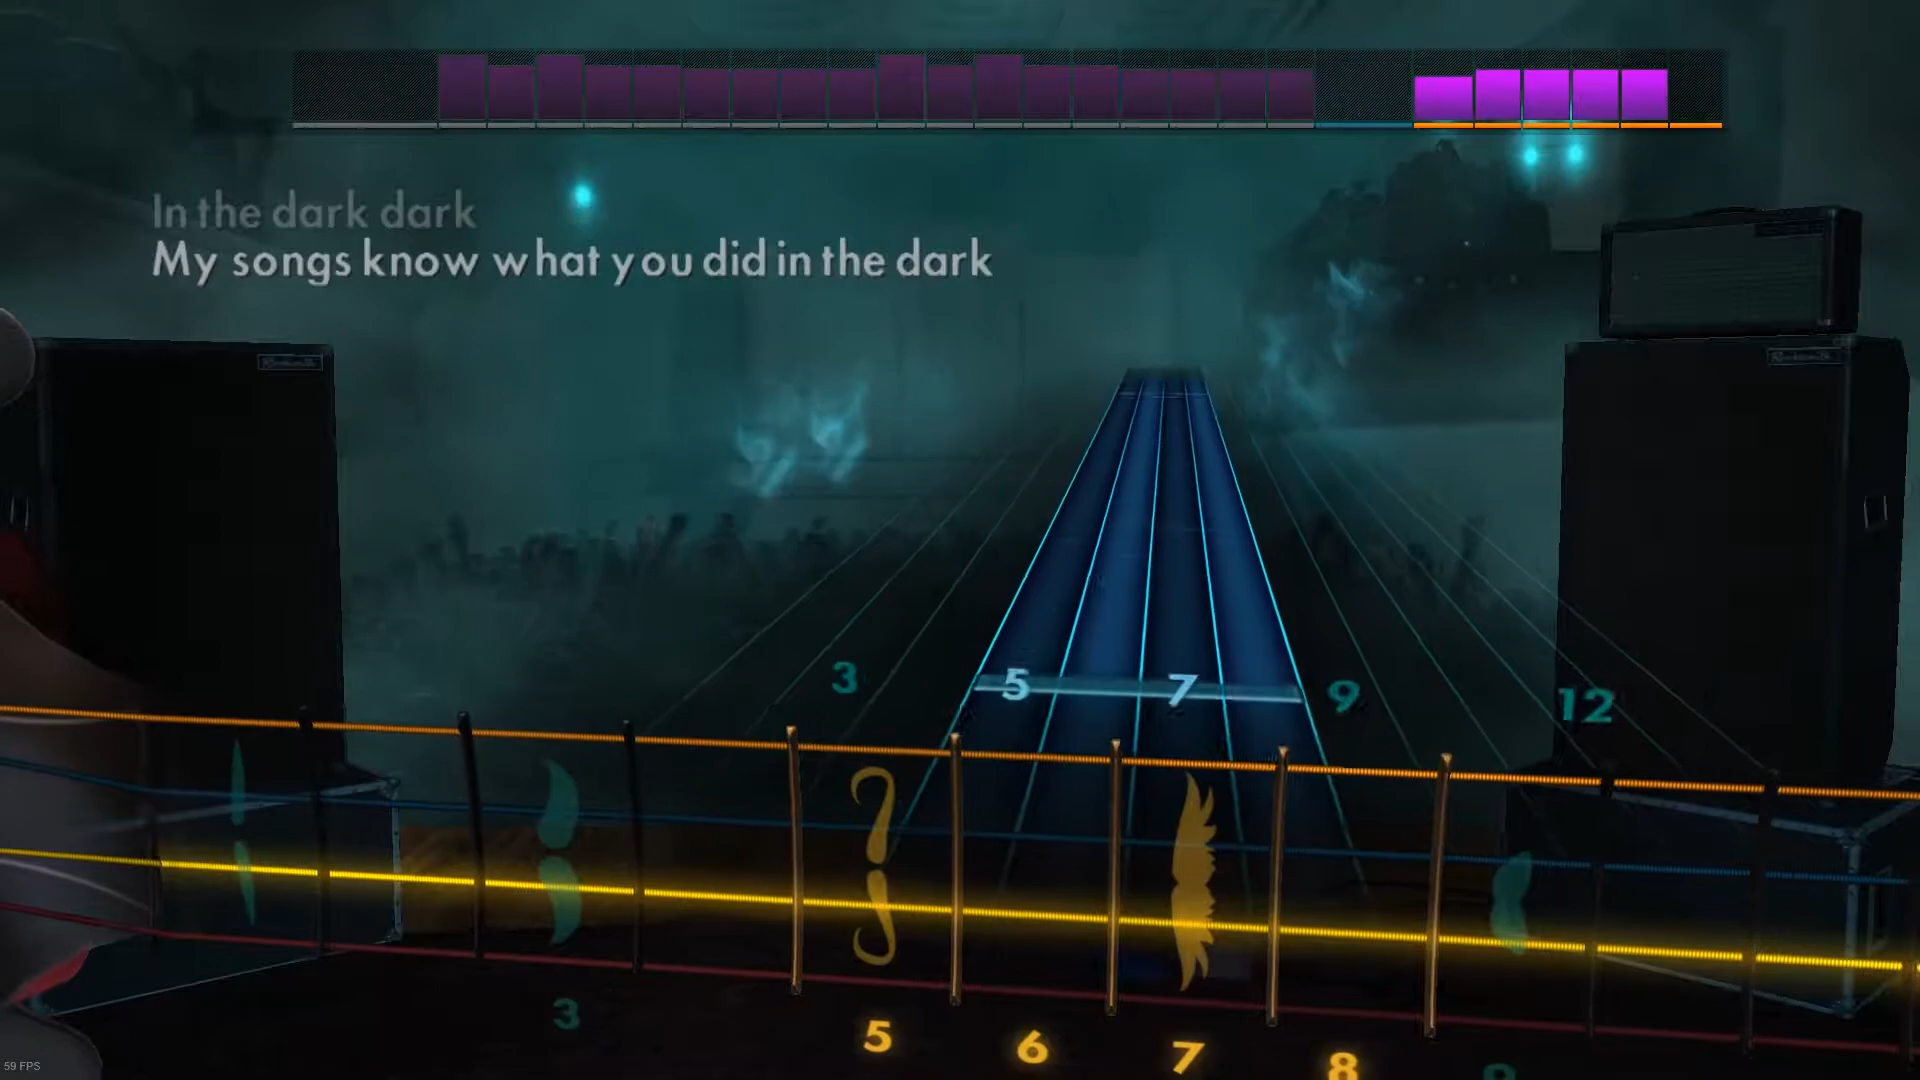 In the dark dark
My songs know what you did in the dark
3 5 7 9 12
3 5 6 7 8 9
59 FPS